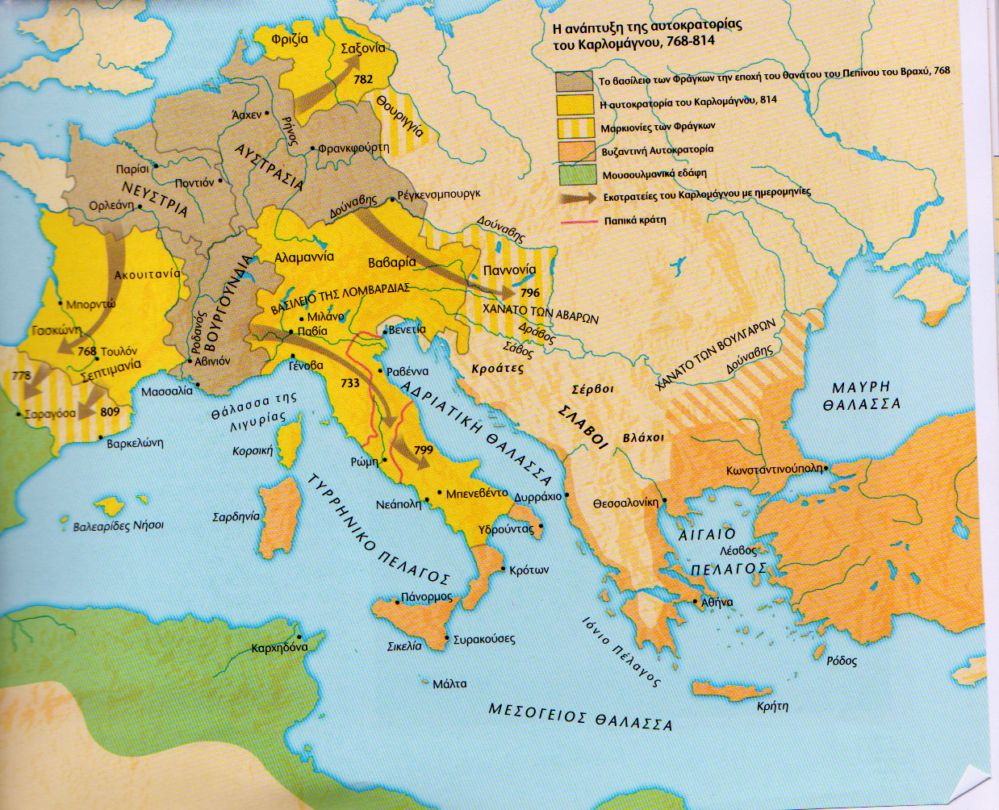 Η ανάπτυξη της αυτοκρατορίας
του Καρλομάγνου, 768-814
Το βασίλειο των Φράγκων την εποχή του θανάτου του Πεπίνου του Βραχύ, 768
Η αυτοκρατορία του Καρλομάγνου, 814
Μαρκιονίες των Φράγκων
Βυζαντινή Αυτοκρατορία
Μουσουλμανικά εδάφη
Εκστρατείες του Καρλομάγνου με ημερομηνίες
Παπικά κράτη
Φριζία
Σαξονία
782
Θουριγγία
Άαχεν
Ρήνος
Φρανκφούρτη
ΑΥΣΤΡΑΣΙΑ
Παρίσι
Ποντιόν
ΝΕΥΣΤΡΙΑ
Ορλεάνη
Δούναβης
Ρέγκενσμπουργκ
Δούναβης
Αλαμαννία
Βαβαρία
Παννονία
796
Ακουιτανία
ΒΟΥΡΓΟΥΝΔΙΑ
ΒΑΣΙΛΕΙΟ ΤΗΣ ΛΟΜΒΑΡΔΙΑΣ
ΧΑΝΑΤΟ ΤΩΝ ΑΒΑΡΩΝ
Μπορντώ
Μιλάνο
Παβία
Βενετία
Δράβος
Σάβος
ΧΑΝΑΤΟ ΤΩΝ ΒΟΥΛΓΑΡΩΝ
Δούναβης
Γασκώνη
Ροδανός
768
Τουλόν
Σεπτιμανία
Αβινιόν
Γένοβα
Ραβέννα
Κροάτες
778
Μασσαλία
733
Σέρβοι
ΜΑΥΡΗ
ΘΑΛΑΣΣΑ
Σαραγόσα
809
Θάλασσα της
Λιγυρίας
ΑΔΡΙΑΤΙΚΗ ΘΑΛΑΣΣΑ
ΣΛΑΒΟΙ
Βλάχοι
Βαρκελώνη
Κορσική
Ρώμη
799
Κωνσταντινούπολη
Μπενεβέντο
Δυρράχιο
Θεσσαλονίκη
Νεάπολη
Σαρδηνία
Βαλεαρίδες Νήσοι
ΤΥΡΡΗΝΙΚΟ ΠΕΛΑΓΟΣ
Υδρούντας
ΑΙΓΑΙΟ
Λέσβος
ΠΕΛΑΓΟΣ
Κρότων
Πάνορμος
Αθήνα
Καρχηδόνα
Σικελία
Συρακούσες
Ιόνιο Πέλαγος
Ρόδος
Μάλτα
Κρήτη
ΜΕΣΟΓΕΙΟΣ ΘΑΛΑΣΣΑ